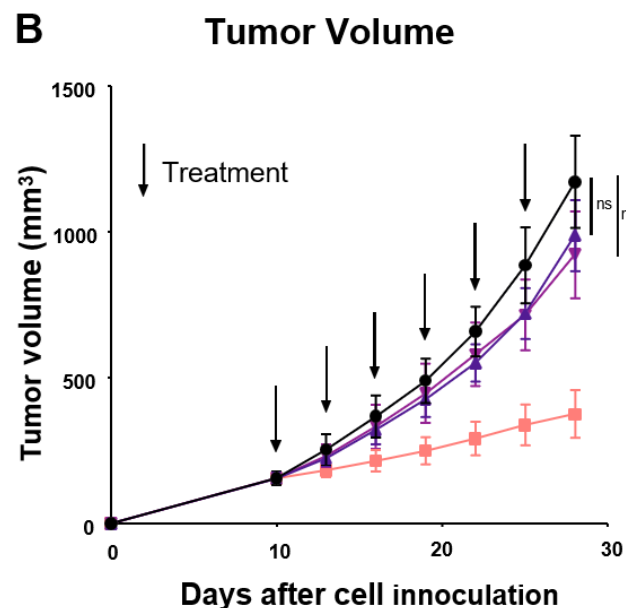 B
Tumor Volume
1500
Treatment
1000
ns
500
0
Tumor volume (mm³)
0
10
20
30
Days after cell innoculation